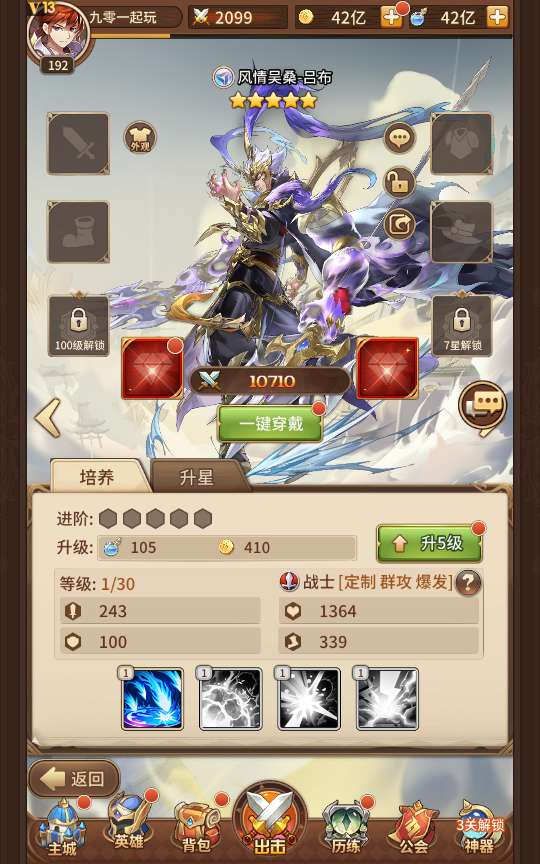 V13
九零一起玩
2099
42亿
42亿
192
风情吴桑-吕布
外观
100级解锁
7星解锁
10710
一键穿戴
培养
升星
进阶:
升级:
105
410
升5级
等级: 1/30
战士 [定制 群攻 爆发]
?
243
1364
100
339
1
1
1
1
返回
主城
英雄
背包
出击
历练
公会
3关解锁
神器